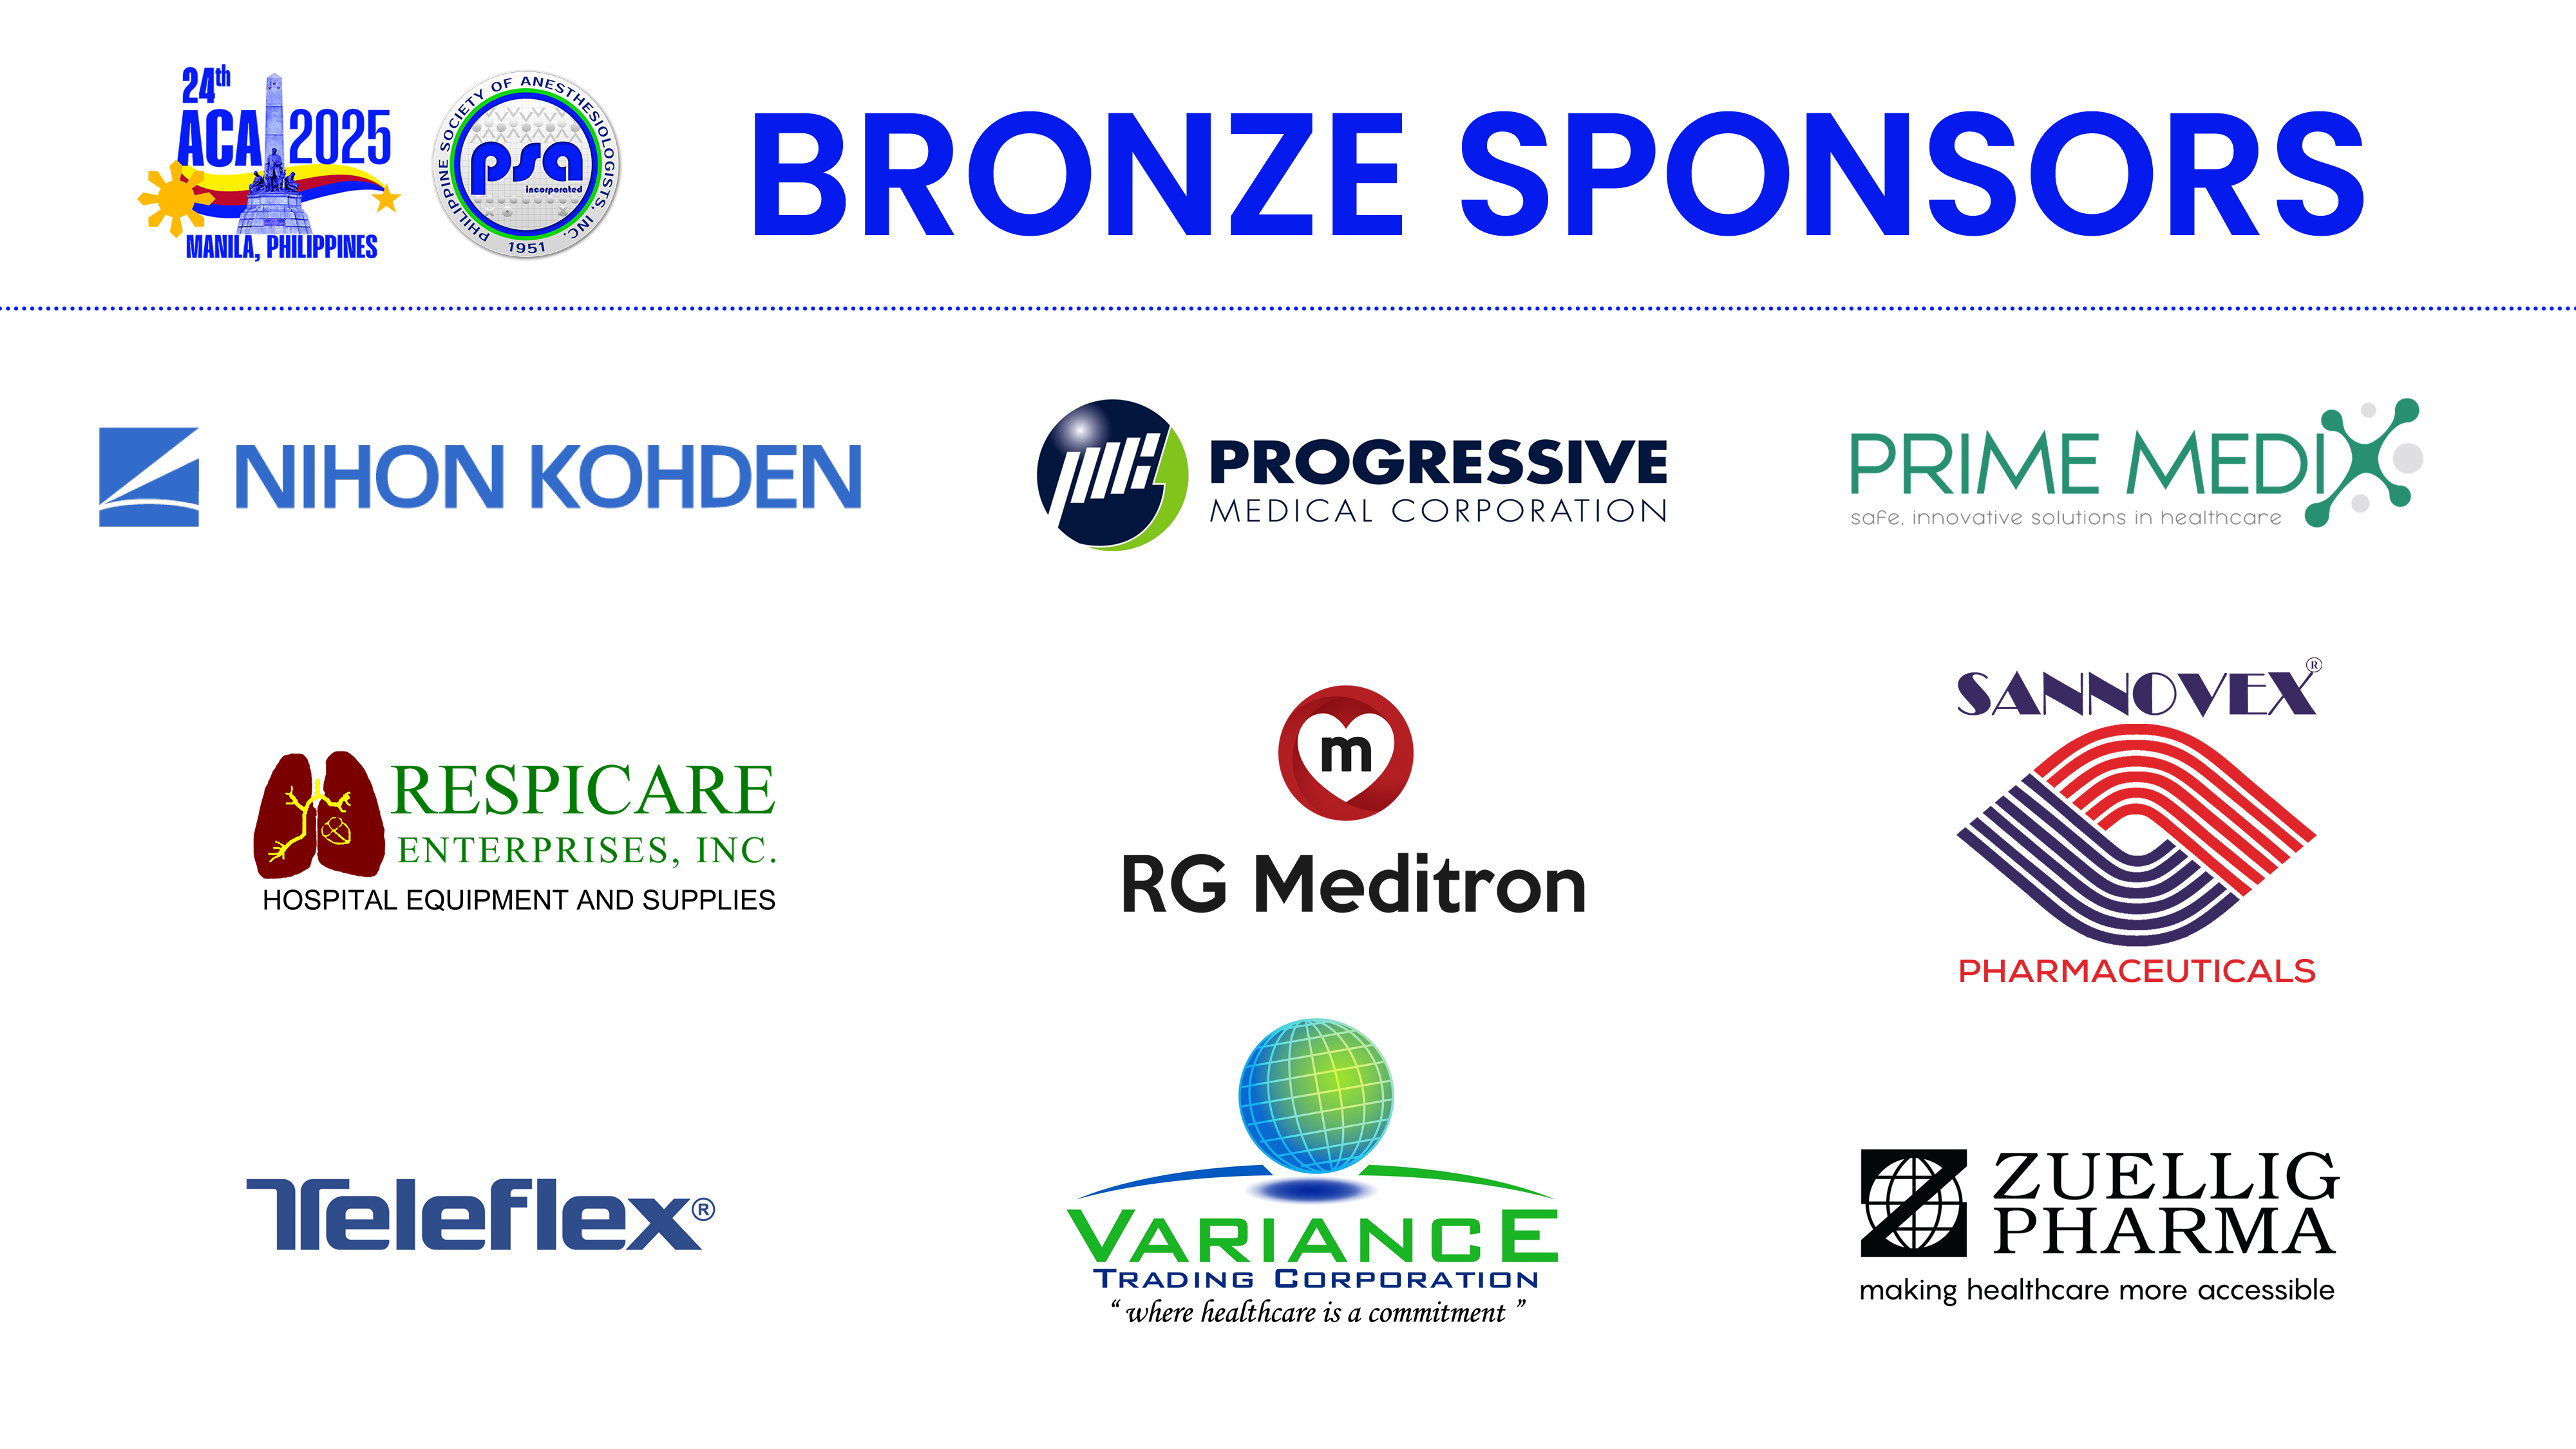 24th
ACA 2025
MANILA, PHILIPPINES
PHILIPPINE SOCIETY OF ANESTHESIOLOGISTS, INC.
psa
incorporated
1951
BRONZE SPONSORS
NIHON KOHDEN
PMC
PROGRESSIVE
MEDICAL CORPORATION
PRIME MEDIX
safe, innovative solutions in healthcare
RESPICARE
ENTERPRISES, INC.
HOSPITAL EQUIPMENT AND SUPPLIES
m
RG Meditron
SANNOVEX®
PHARMACEUTICALS
Teleflex®
VARIANCE
TRADING CORPORATION
“ where healthcare is a commitment ”
Z
ZUELLIG
PHARMA
making healthcare more accessible